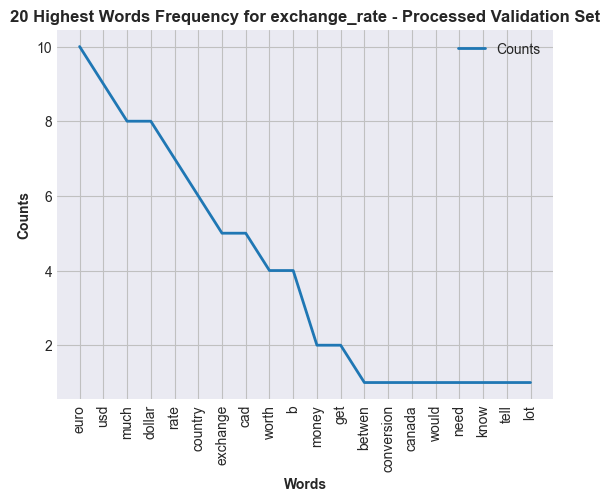 20 Highest Words Frequency for exchange_rate - Processed Validation Set
Counts
10
8
6
4
2
Counts
euro
usd
much
dollar
rate
country
exchange
cad
worth
b
money
get
betwen
conversion
canada
would
need
know
tell
lot
Words